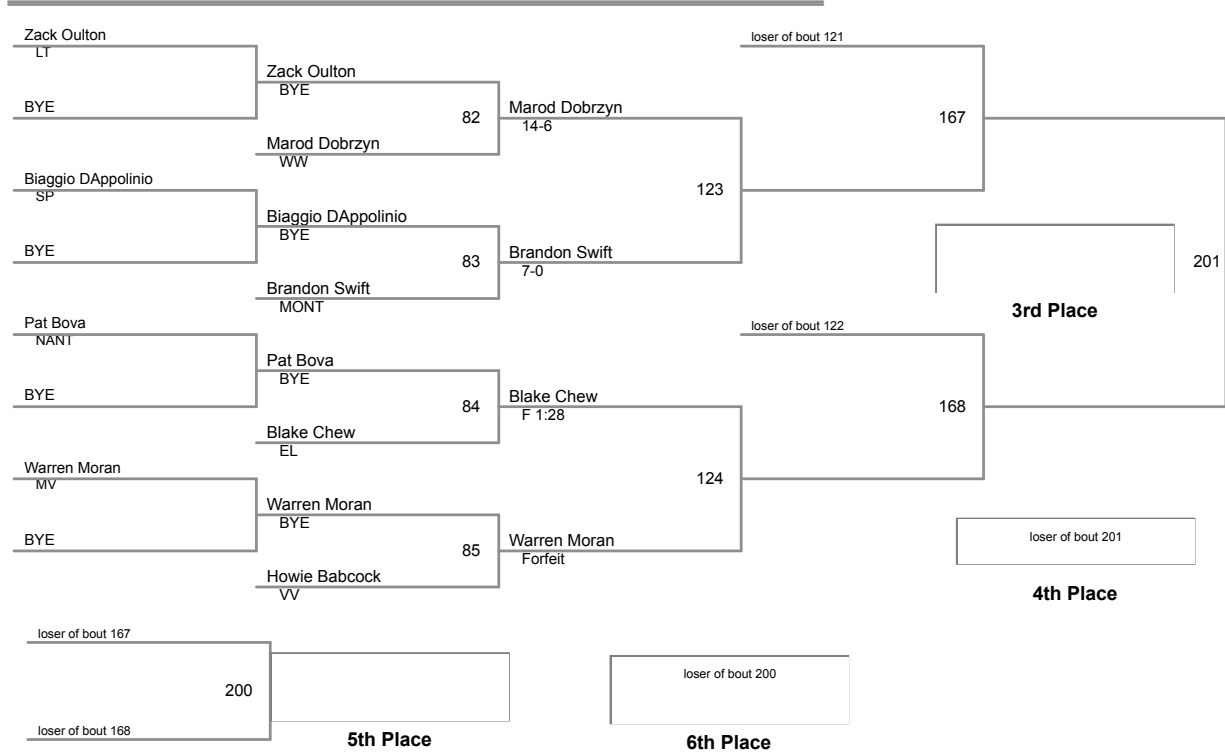 Zack Oulton
LT
BYE
Zack Oulton
BYE
82
Marod Dobrzyn
WW
Marod Dobrzyn
14-6
Biaggio DAppolinio
SP
BYE
Biaggio DAppolinio
BYE
83
Brandon Swift
MONT
Brandon Swift
7-0
123
loser of bout 121
167
Pat Bova
NANT
BYE
Pat Bova
BYE
84
Blake Chew
EL
Blake Chew
F 1:28
Warren Moran
MV
BYE
Warren Moran
BYE
85
Howie Babcock
VV
Warren Moran
Forfeit
124
loser of bout 122
168
201
3rd Place
loser of bout 201
4th Place
loser of bout 167
200
loser of bout 168
5th Place
loser of bout 200
6th Place